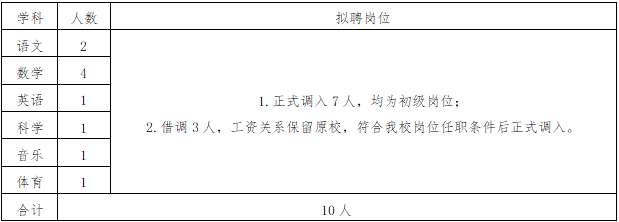 学科 人数 拟聘岗位
语文 2
数学 4
英语 1
科学 1
音乐 1
体育 1
1.正式调入7人，均为初级岗位；
2.借调3人，工资关系保留原校，符合我校岗位任职条件后正式调入。
合计 10人